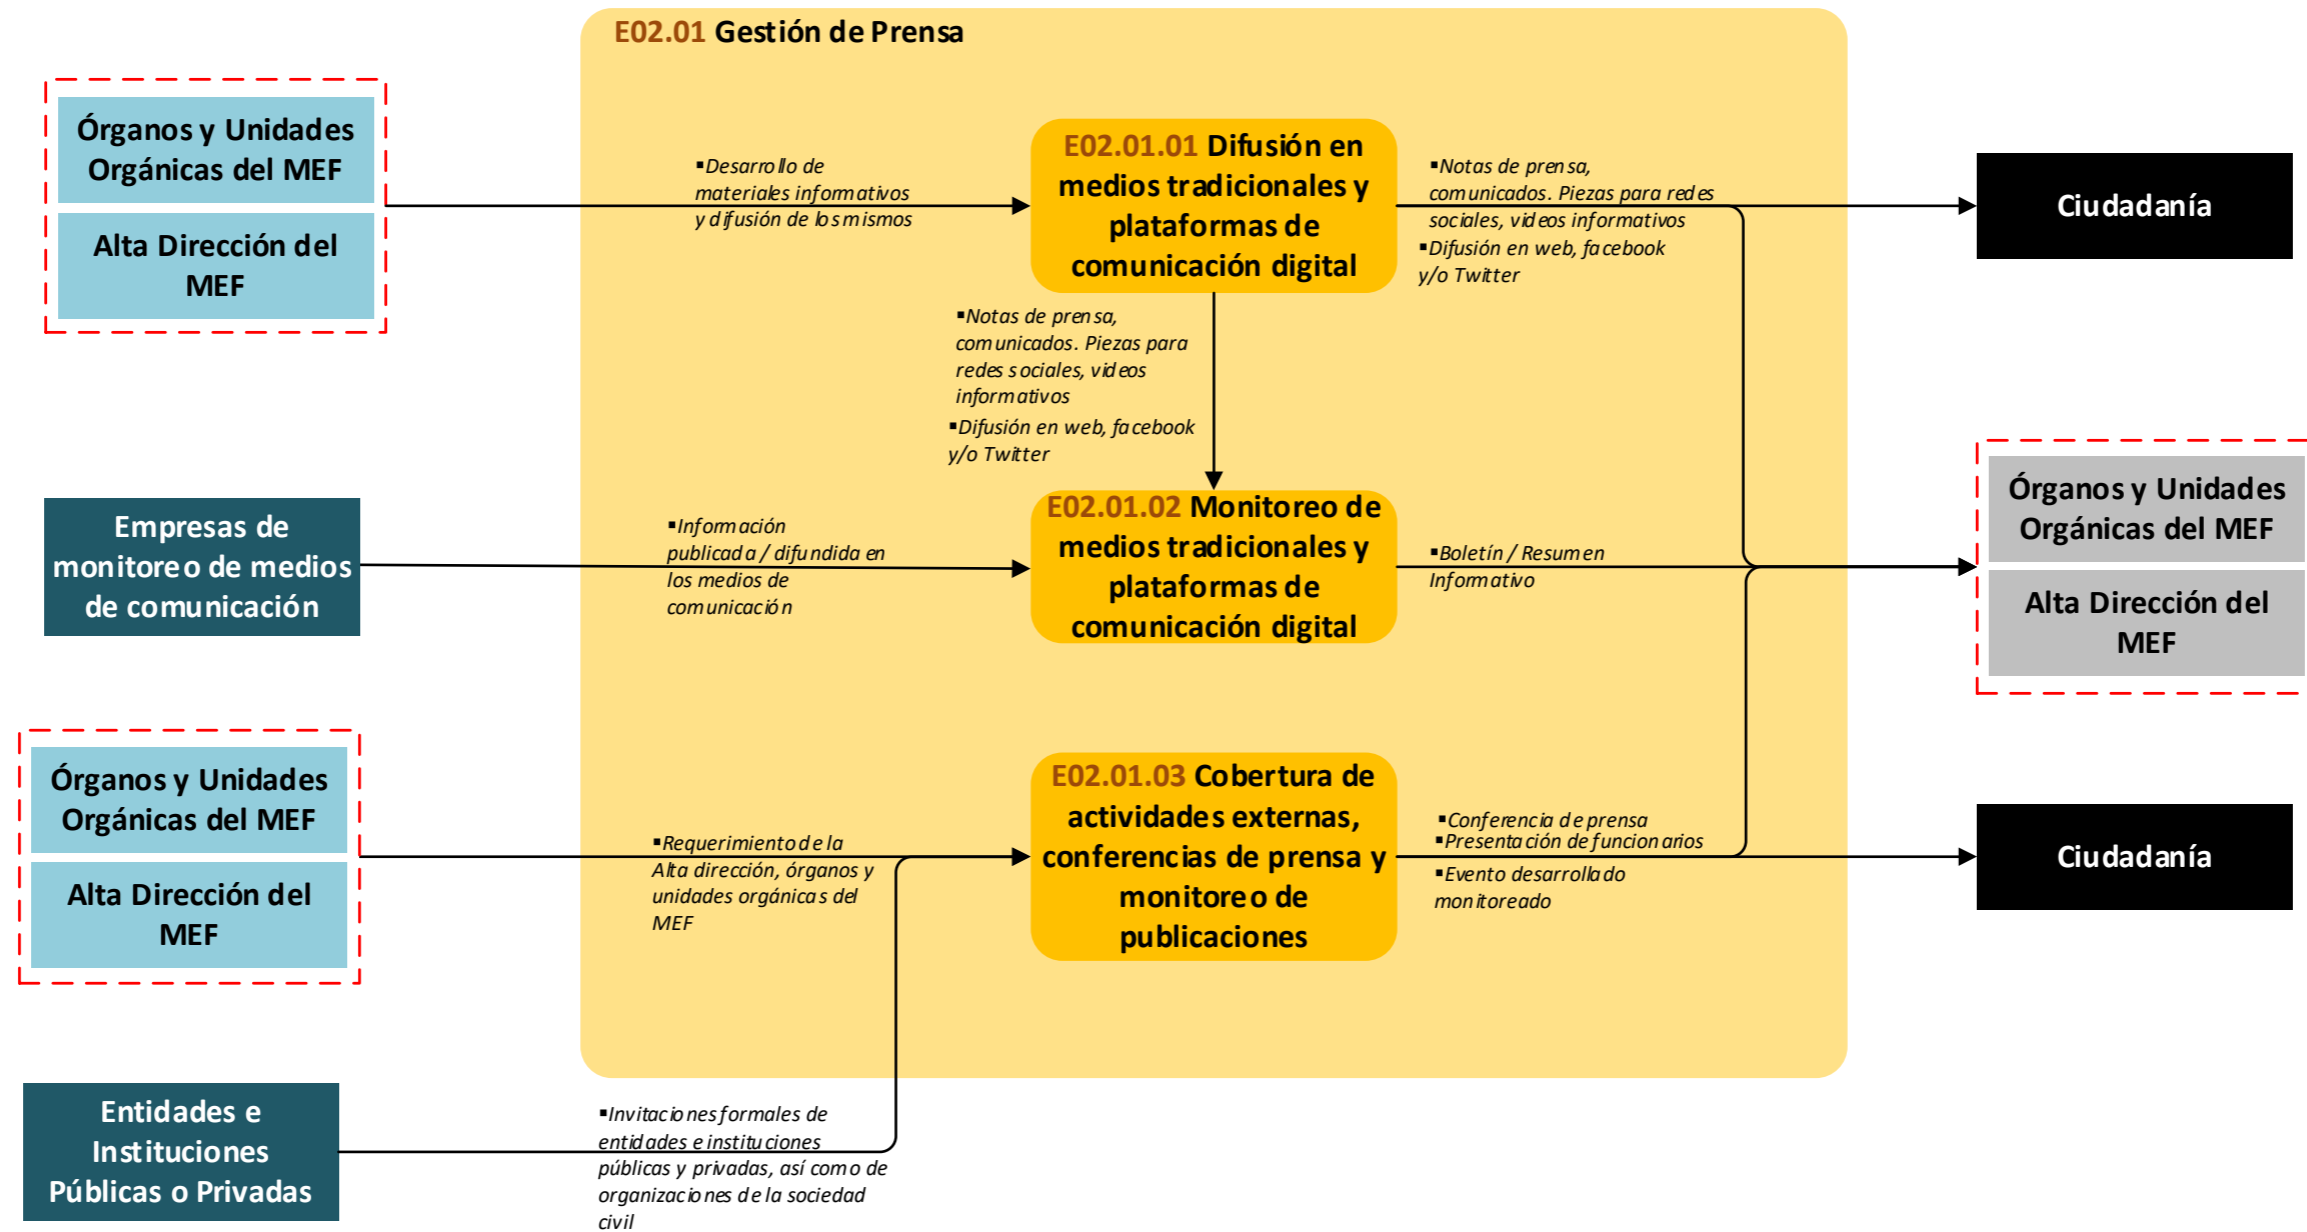 E02.01 Gestión de Prensa
Órganos y Unidades
Orgánicas del MEF
Alta Dirección del
MEF
▪Desarrollo de
materiales informativos
y difusión de los mismos
E02.01.01 Difusión en
medios tradicionales y
plataformas de
comunicación digital
▪Notas de prensa,
comunicados. Piezas para redes
sociales, videos informativos
▪Difusión en web, facebook
y/o Twitter
Ciudadanía
▪Notas de prensa,
comunicados. Piezas para
redes sociales, videos
informativos
▪Difusión en web, facebook
y/o Twitter
Empresas de
monitoreo de medios
de comunicación
▪Información
publicada / difundida en
los medios de
comunicación
E02.01.02 Monitoreo de
medios tradicionales y
plataformas de
comunicación digital
▪Boletín / Resumen
Informativo
Órganos y Unidades
Orgánicas del MEF
Alta Dirección del
MEF
Órganos y Unidades
Orgánicas del MEF
Alta Dirección del
MEF
▪Requerimiento de la
Alta dirección, órganos y
unidades orgánicas del
MEF
E02.01.03 Cobertura de
actividades externas,
conferencias de prensa y
monitoreo de
publicaciones
▪Conferencia de prensa
▪Presentación de funcionarios
▪Evento desarrollado
monitoreado
Ciudadanía
Entidades e
Instituciones
Públicas o Privadas
▪Invitaciones formales de
entidades e instituciones
públicas y privadas, así como de
organizaciones de la sociedad
civil